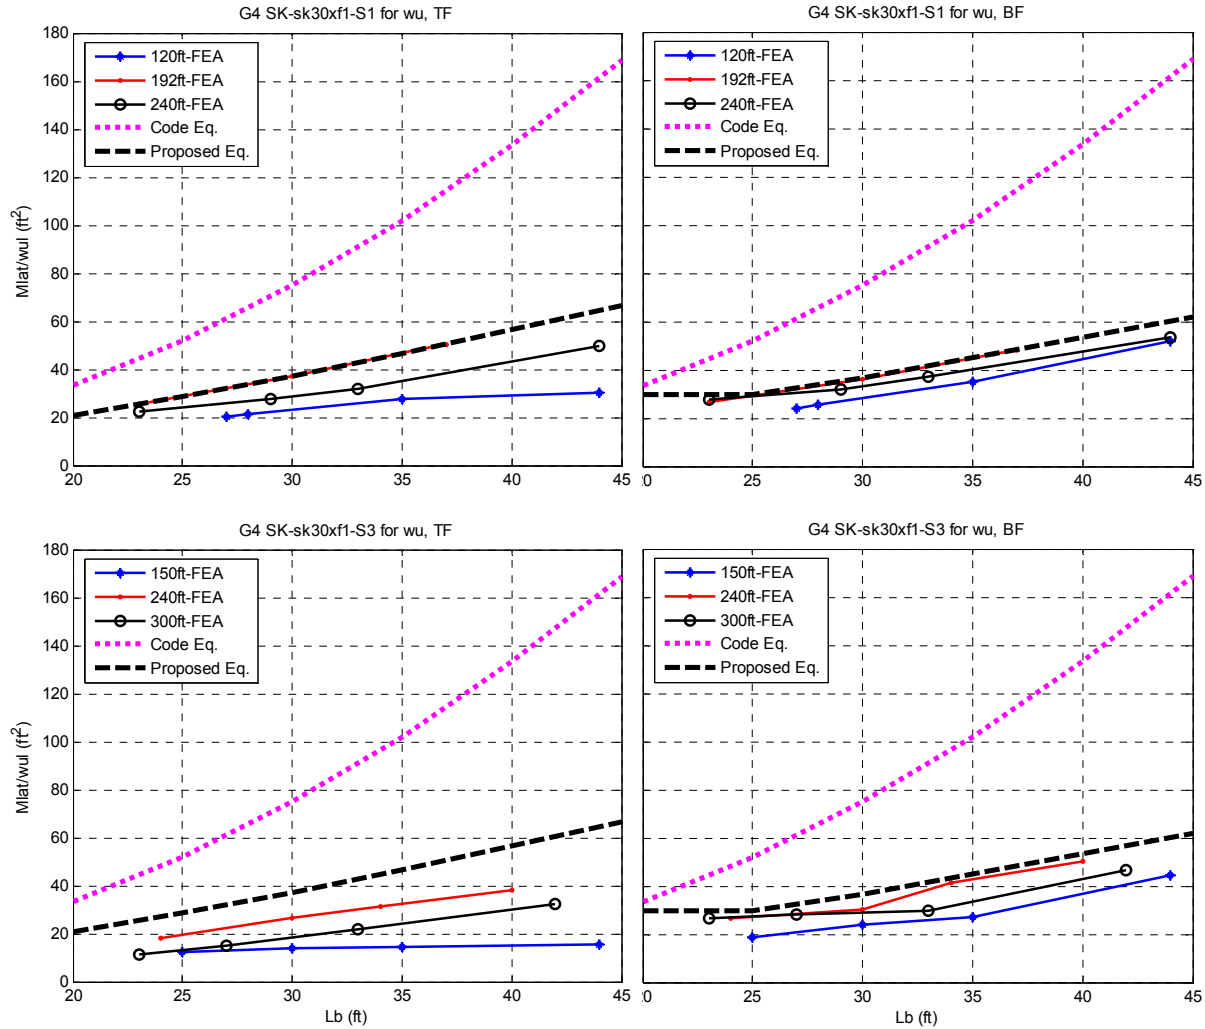 G4 SK-sk30xf1-S1 for wu, TF
180
160
140
120
100
80
60
40
20
0
Mlat/wul (ft²)
120ft-FEA
192ft-FEA
240ft-FEA
Code Eq.
Proposed Eq.
20 25 30 35 40 45
G4 SK-sk30xf1-S1 for wu, BF
120ft-FEA
192ft-FEA
240ft-FEA
Code Eq.
Proposed Eq.
20 25 30 35 40 45
G4 SK-sk30xf1-S3 for wu, TF
180
160
140
120
100
80
60
40
20
0
Mlat/wul (ft²)
150ft-FEA
240ft-FEA
300ft-FEA
Code Eq.
Proposed Eq.
20 25 30 35 40 45
Lb (ft)
G4 SK-sk30xf1-S3 for wu, BF
150ft-FEA
240ft-FEA
300ft-FEA
Code Eq.
Proposed Eq.
20 25 30 35 40 45
Lb (ft)